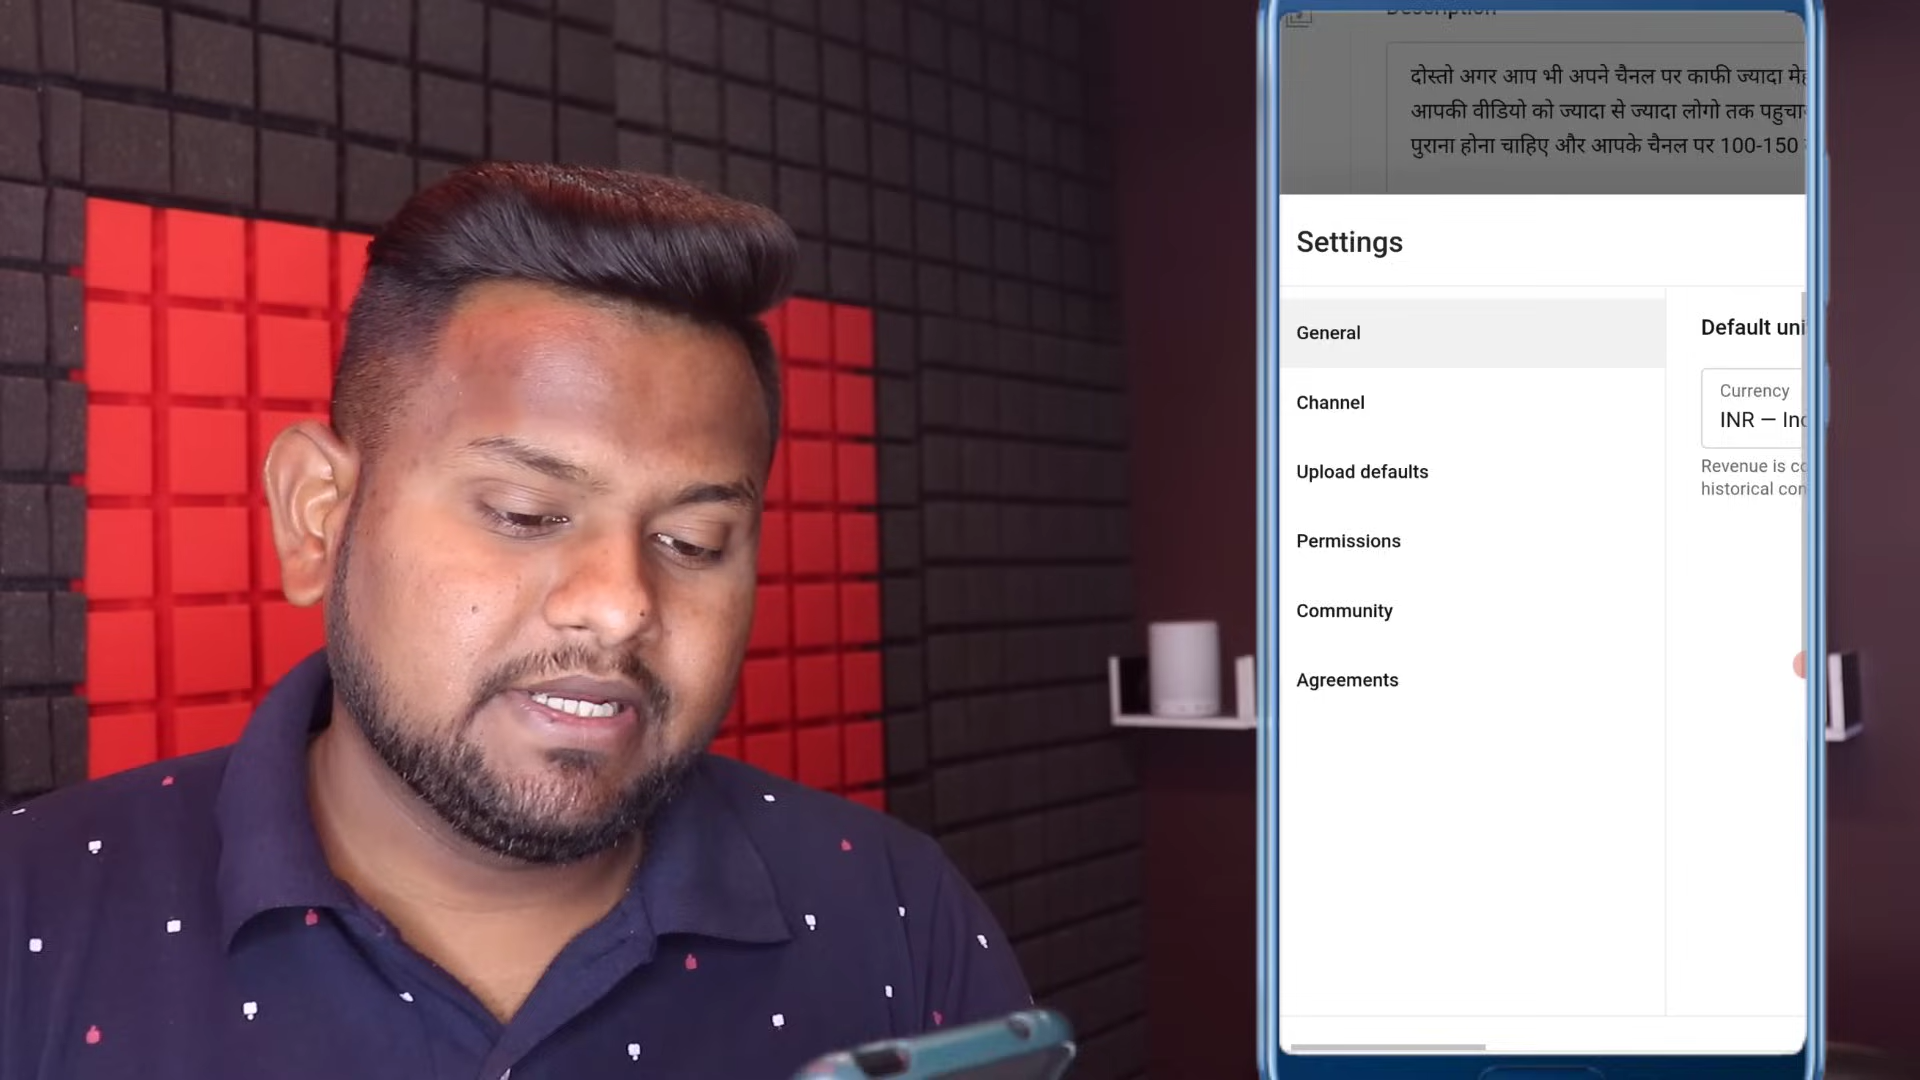 Description
दोस्तो अगर आप भी अपने चैनल पर काफी ज्यादा
आपकी वीडियो को ज्यादा से ज्यादा लोगो तक
पुराना होना चाहिए और आपके चैनल पर 100-150
Settings
General
Channel
Upload defaults
Permissions
Community
Agreements
Default
Currency
INR —
Revenue is
historical